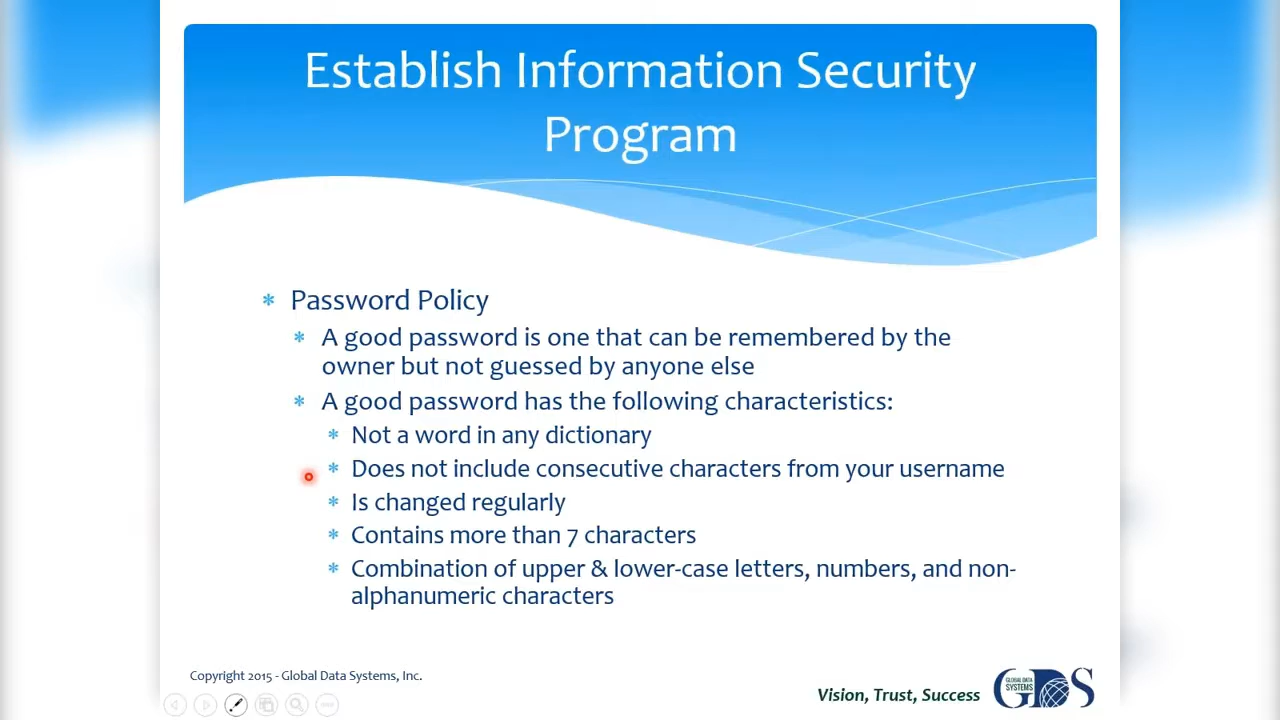 Establish Information Security
Program
* Password Policy
* A good password is one that can be remembered by the
owner but not guessed by anyone else
* A good password has the following characteristics:
* Not a word in any dictionary
* Does not include consecutive characters from your username
* Is changed regularly
* Contains more than 7 characters
* Combination of upper & lower-case letters, numbers, and non-
alphanumeric characters
Copyright 2015 - Global Data Systems, Inc.
Vision, Trust, Success
GDS
GLOBAL DATA
SYSTEMS